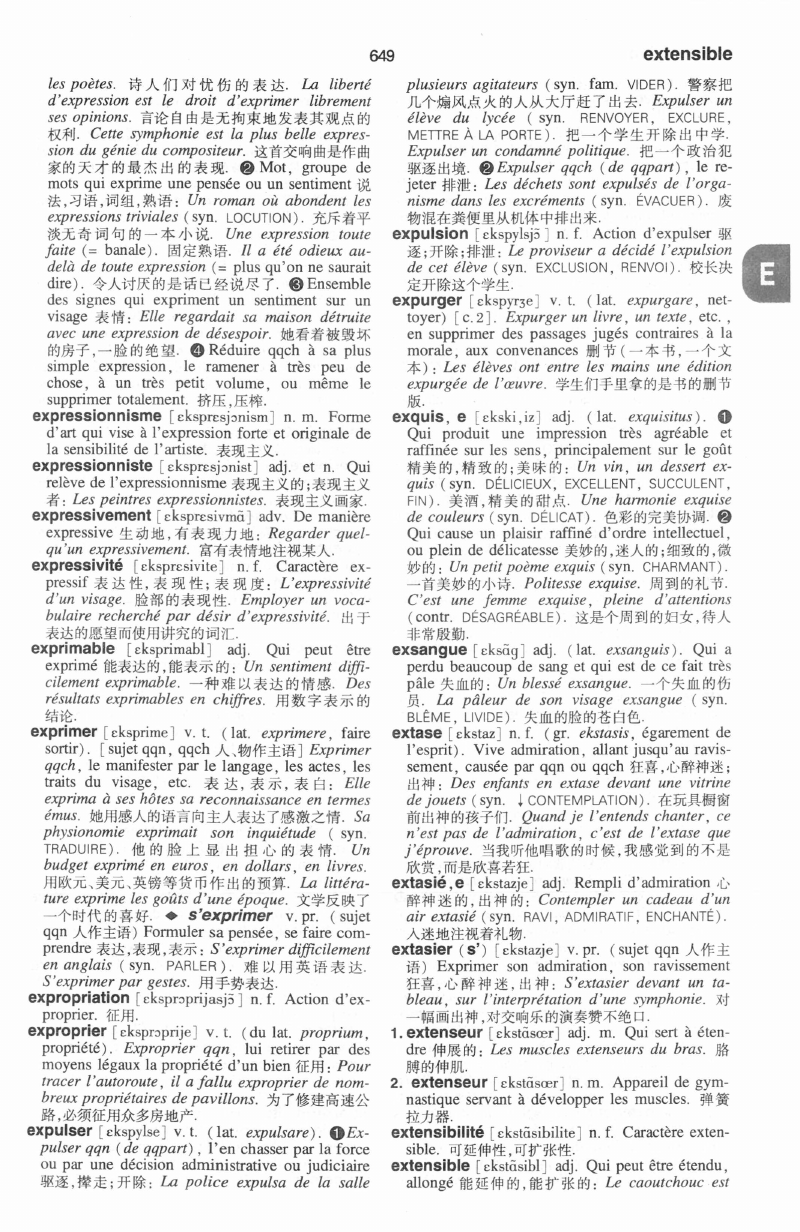 649
extensible
les poètes. 诗人们对忧伤的表达. La liberté
d'expression est le droit d'exprimer librement
ses opinions. 言论自由是无拘束地发表其观点的
权利. Cette symphonie est la plus belle expres-
sion du génie du compositeur. 这首交响曲是作曲
家的天才的最杰出的表现. ❷ Mot, groupe de
mots qui exprime une pensée ou un sentiment 说
法,习语,词组,熟语: Un roman où abondent les
expressions triviales (syn. LOCUTION). 充斥着平
淡无奇词句的一本小说. Une expression toute
faite (= banale). 固定熟语. Il a été odieux au-
delà de toute expression (= plus qu'on ne saurait
dire). 令人讨厌的是话已经说尽了. ❸ Ensemble
des signes qui expriment un sentiment sur un
visage 表情: Elle regardait sa maison détruite
avec une expression de désespoir. 她看着被毁坏
的房子,一脸的绝望. ❹ Réduire qqch à sa plus
simple expression, le ramener à très peu de
chose, à un très petit volume, ou même le
supprimer totalement. 挤压,压榨.
expressionnisme [ɛkspresjɔnism] n. m. Forme
d'art qui vise à l'expression forte et originale de
la sensibilité de l'artiste. 表现主义.
expressionniste [ɛkspresjɔnist] adj. et n. Qui
relève de l'expressionnisme 表现主义的;表现主义
者: Les peintres expressionnistes. 表现主义画家.
expressivement [ɛkspresivmɑ̃] adv. De manière
expressive 生动地,有表现力地: Regarder quel-
qu'un expressivement. 富有表情地注视某人.
expressivité [ɛkspresivite] n. f. Caractère ex-
pressif 表达性,表现性;表现度: L'expressivité
d'un visage. 脸部的表现性. Employer un voca-
bulaire recherché par désir d'expressivité. 出于
表达的愿望而使用讲究的词汇.
exprimable [ɛksprimabl] adj. Qui peut être
exprimé 能表达的,能表示的: Un sentiment diffi-
cilement exprimable. 一种难以表达的情感. Des
résultats exprimables en chiffres. 用数字表示的
结论.
exprimer [ɛksprime] v. t. (lat. exprimere, faire
sortir). [sujet qqn, qqch 人、物作主语] Exprimer
qqch, le manifester par le langage, les actes, les
traits du visage, etc. 表达,表示,表白: Elle
exprima à ses hôtes sa reconnaissance en termes
émus. 她用感人的语言向主人表达了感激之情. Sa
physionomie exprimait son inquiétude (syn.
TRADUIRE). 他的脸上显出担心的表情. Un
budget exprimé en euros, en dollars, en livres.
用欧元、美元、英镑等货币作出的预算. La littéra-
ture exprime les goûts d'une époque. 文学反映了
一个时代的喜好. ◆ s'exprimer v. pr. (sujet
qqn 人作主语) Formuler sa pensée, se faire com-
prendre 表达,表现,表示: S'exprimer difficilement
en anglais (syn. PARLER). 难以用英语表达.
S'exprimer par gestes. 用手势表达.
expropriation [ɛksprɔprijasjɔ̃] n. f. Action d'ex-
proprier. 征用.
exproprier [ɛksprɔprije] v. t. (du lat. proprium,
propriété). Exproprier qqn, lui retirer par des
moyens légaux la propriété d'un bien 征用: Pour
tracer l'autoroute, il a fallu exproprier de nom-
breux propriétaires de pavillons. 为了修建高速公
路,必须征用众多房地产.
expulser [ɛkspylse] v. t. (lat. expulsare). ❶ Ex-
pulser qqn (de qqpart), l'en chasser par la force
ou par une décision administrative ou judiciaire
驱逐,撵走;开除: La police expulsa de la salle
plusieurs agitateurs (syn. fam. VIDER). 警察把
几个煽风点火的人从大厅赶了出去. Expulser un
élève du lycée (syn. RENVOYER, EXCLURE,
METTRE À LA PORTE). 把一个学生开除出中学.
Expulser un condamné politique. 把一个政治犯
驱逐出境. ❷ Expulser qqch (de qqpart), le re-
jeter 排泄: Les déchets sont expulsés de l'orga-
nisme dans les excréments (syn. ÉVACUER). 废
物混在粪便里从机体中排出来.
expulsion [ɛkspylsjɔ̃] n. f. Action d'expulser 驱
逐;开除;排泄: Le proviseur a décidé l'expulsion
de cet élève (syn. EXCLUSION, RENVOI). 校长决
定开除这个学生.
expurger [ɛkspyrʒe] v. t. (lat. expurgare, net-
toyer) [c. 2]. Expurger un livre, un texte, etc.,
en supprimer des passages jugés contraires à la
morale, aux convenances 删节(一本书,一个文
本): Les élèves ont entre les mains une édition
expurgée de l'œuvre. 学生们手里拿的是书的删节
版.
exquis, e [ɛkski,iz] adj. (lat. exquisitus). ❶
Qui produit une impression très agréable et
raffinée sur les sens, principalement sur le goût
精美的,精致的;美味的: Un vin, un dessert ex-
quis (syn. DÉLICIEUX, EXCELLENT, SUCCULENT,
FIN). 美酒,精美的甜点. Une harmonie exquise
de couleurs (syn. DÉLICAT). 色彩的完美协调. ❷
Qui cause un plaisir raffiné d'ordre intellectuel,
ou plein de délicatesse 美妙的,迷人的;细致的,微
妙的: Un petit poème exquis (syn. CHARMANT).
一首美妙的小诗. Politesse exquise. 周到的礼节.
C'est une femme exquise, pleine d'attentions
(contr. DÉSAGRÉABLE). 这是个周到的妇女,待人
非常殷勤.
exsangue [ɛksɑ̃g] adj. (lat. exsanguis). Qui a
perdu beaucoup de sang et qui est de ce fait très
pâle 失血的: Un blessé exsangue. 一个失血的伤
员. La pâleur de son visage exsangue (syn.
BLÊME, LIVIDE). 失血的脸的苍白色.
extase [ɛkstaz] n. f. (gr. ekstasis, égarement de
l'esprit). Vive admiration, allant jusqu'au ravis-
sement, causée par qqn ou qqch 狂喜,心醉神迷;
出神: Des enfants en extase devant une vitrine
de jouets (syn. ↓CONTEMPLATION). 在玩具橱窗
前出神的孩子们. Quand je l'entends chanter, ce
n'est pas de l'admiration, c'est de l'extase que
j'éprouve. 当我听他唱歌的时候,我感觉到的不是
欣赏,而是欣喜若狂.
extasié,e [ɛkstazje] adj. Rempli d'admiration 心
醉神迷的,出神的: Contempler un cadeau d'un
air extasié (syn. RAVI, ADMIRATIF, ENCHANTÉ).
入迷地注视着礼物.
extasier (s') [ɛkstazje] v. pr. (sujet qqn 人作主
语) Exprimer son admiration, son ravissement
狂喜,心醉神迷,出神: S'extasier devant un ta-
bleau, sur l'interprétation d'une symphonie. 对
一幅画出神,对交响乐的演奏赞不绝口.
1. extenseur [ɛkstɑ̃sœr] adj. m. Qui sert à éten-
dre 伸展的: Les muscles extenseurs du bras. 胳
膊的伸肌.
2. extenseur [ɛkstɑ̃sœr] n. m. Appareil de gym-
nastique servant à développer les muscles. 弹簧
拉力器.
extensibilité [ɛkstɑ̃sibilite] n. f. Caractère exten-
sible. 可延伸性,可扩张性.
extensible [ɛkstɑ̃sibl] adj. Qui peut être étendu,
allongé 能延伸的,能扩张的: Le caoutchouc est
E